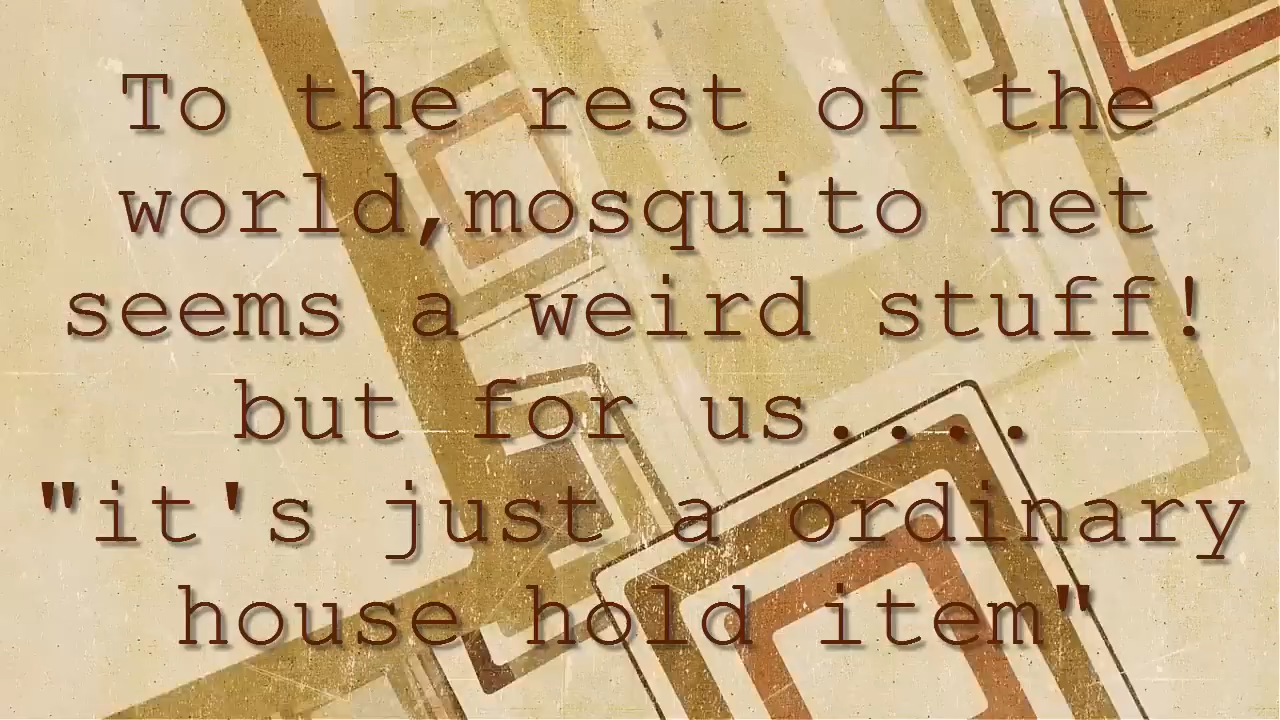 To the rest of the
world,mosquito net
seems a weird stuff!
but for us....
"it's just a ordinary
house hold item"